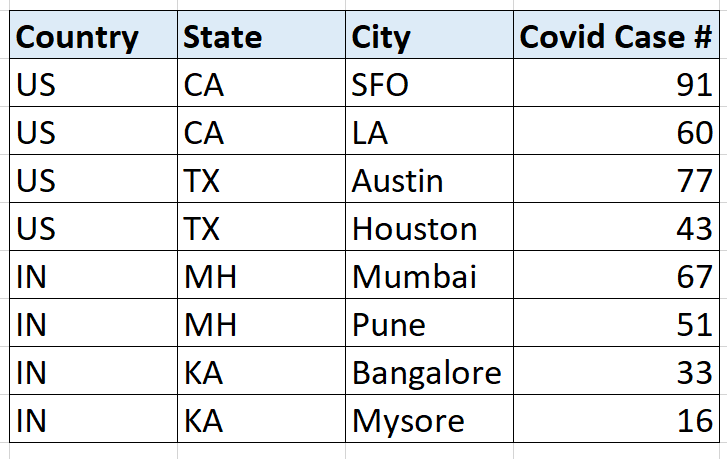 Country State City Covid Case #
US CA SFO 91
US CA LA 60
US TX Austin 77
US TX Houston 43
IN MH Mumbai 67
IN MH Pune 51
IN KA Bangalore 33
IN KA Mysore 16